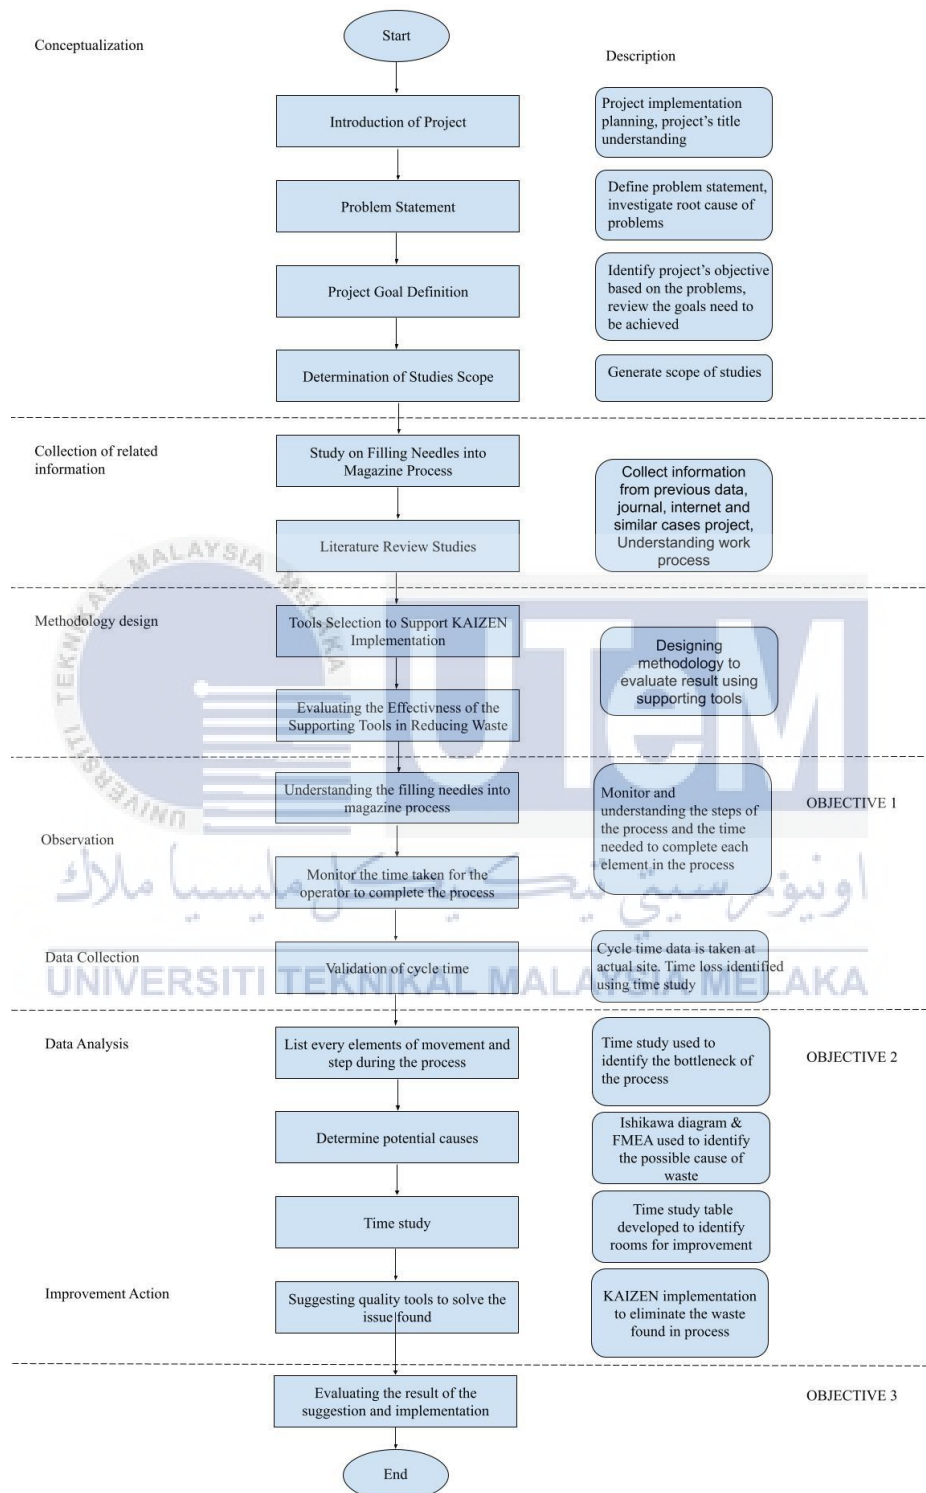 Conceptualization
Start
Description
Introduction of Project
Project implementation
planning, project's title
understanding
Problem Statement
Define problem statement,
investigate root cause of
problems
Project Goal Definition
Identify project's objective
based on the problems,
review the goals need to
be achieved
Determination of Studies Scope
Generate scope of studies
Collection of related
information
Study on Filling Needles into
Magazine Process
Literature Review Studies
Collect information
from previous data,
journal, internet and
similar cases project,
Understanding work
process
Methodology design
Tools Selection to Support KAIZEN
Implementation
Evaluating the Effectivness of the
Supporting Tools in Reducing Waste
Designing
methodology to
evaluate result using
supporting tools
Understanding the filling needles into
magazine process
Monitor and
understanding the steps of
the process and the time
needed to complete each
element in the process
OBJECTIVE 1
Observation
Monitor the time taken for the
operator to complete the process
Data Collection
Validation of cycle time
Cycle time data is taken at
actual site. Time loss identified
using time study
Data Analysis
List every elements of movement and
step during the process
Time study used to
identify the bottleneck of
the process
OBJECTIVE 2
Determine potential causes
Ishikawa diagram &
FMEA used to identify
the possible cause of
waste
Time study
Time study table
developed to identify
rooms for improvement
Improvement Action
Suggesting quality tools to solve the
issue found
KAIZEN implementation
to eliminate the waste
found in process
Evaluating the result of the
suggestion and implementation
OBJECTIVE 3
End
UNIVERSITI TEKNIKAL MALAYSIA MELAKA
UTeM
اونيۏرسيتي تيكنيكل مليسيا ملاك
UNIVERSITI TEKNIKAL MALAYSIA MELAKA